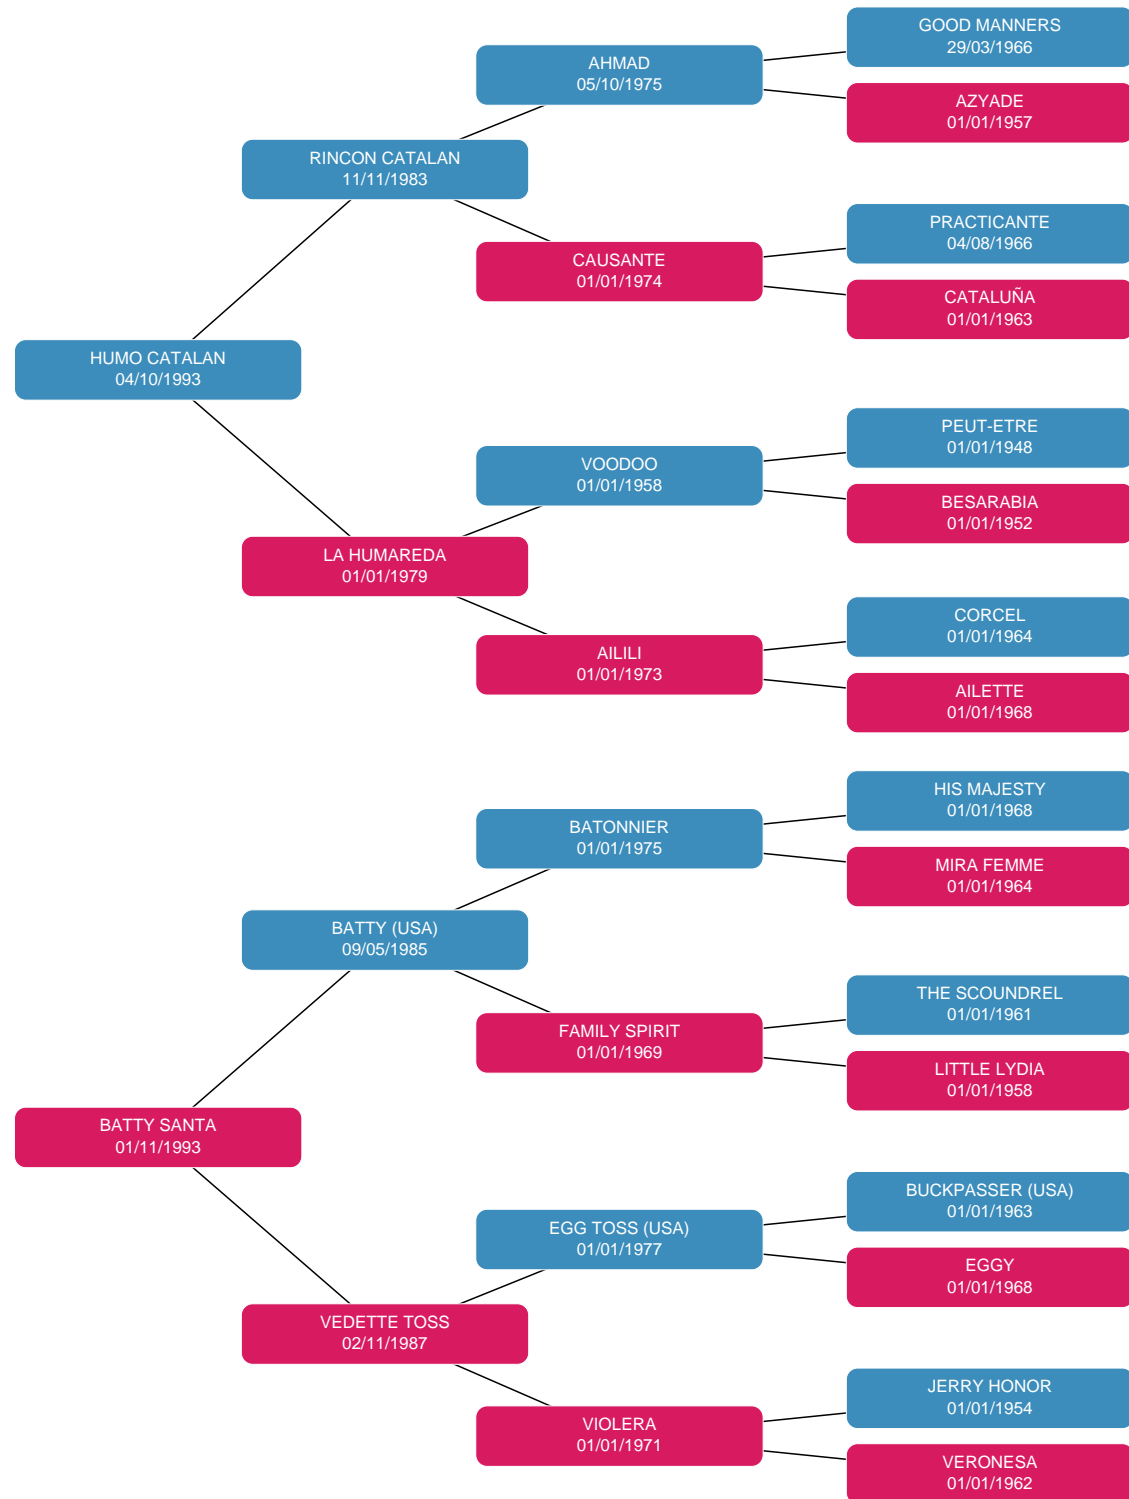 GOOD MANNERS
29/03/1966
AHMAD
05/10/1975
AZYADE
01/01/1957
RINCON CATALAN
11/11/1983
PRACTICANTE
04/08/1966
CAUSANTE
01/01/1974
CATALUÑA
01/01/1963
HUMO CATALAN
04/10/1993
PEUT-ETRE
01/01/1948
VOODOO
01/01/1958
BESARABIA
01/01/1952
LA HUMAREDA
01/01/1979
CORCEL
01/01/1964
AILILI
01/01/1973
AILETTE
01/01/1968
HIS MAJESTY
01/01/1968
BATONNIER
01/01/1975
MIRA FEMME
01/01/1964
BATTY (USA)
09/05/1985
THE SCOUNDREL
01/01/1961
FAMILY SPIRIT
01/01/1969
LITTLE LYDIA
01/01/1958
BATTY SANTA
01/11/1993
BUCKPASSER (USA)
01/01/1963
EGG TOSS (USA)
01/01/1977
EGGY
01/01/1968
VEDETTE TOSS
02/11/1987
JERRY HONOR
01/01/1954
VIOLERA
01/01/1971
VERONESA
01/01/1962